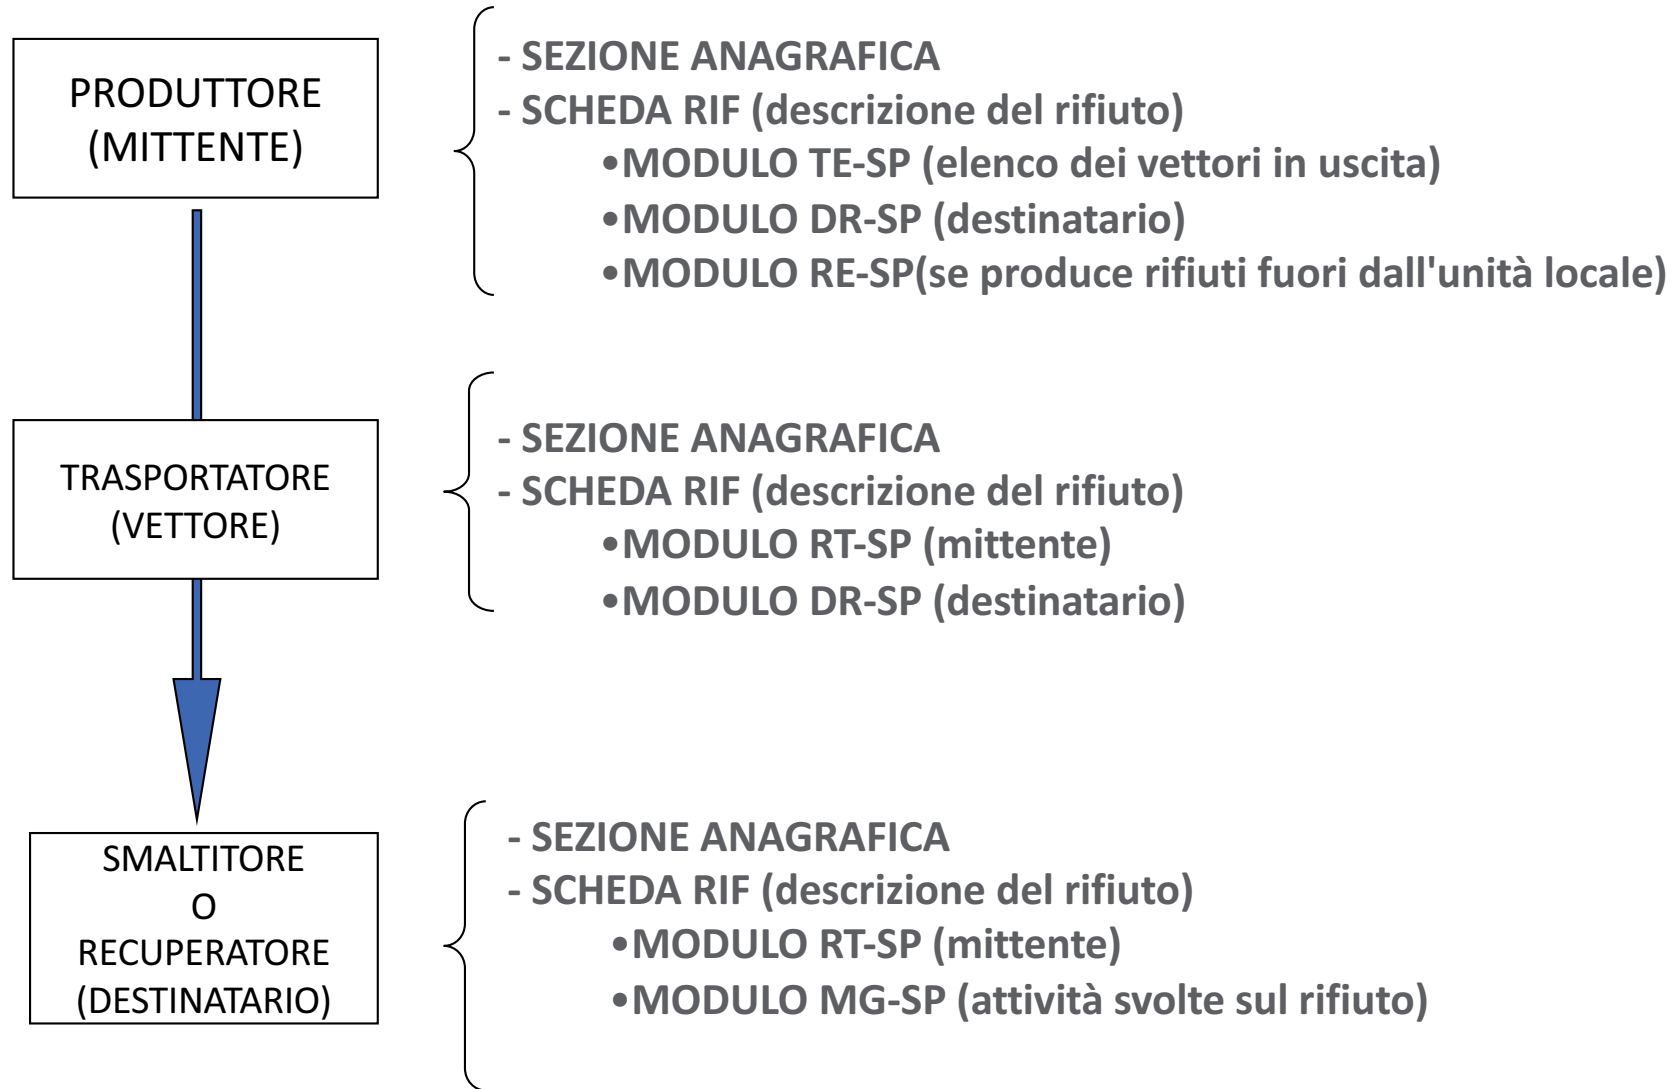 PRODUTTORE
(MITTENTE)
- SEZIONE ANAGRAFICA
- SCHEDA RIF (descrizione del rifiuto)
•MODULO TE-SP (elenco dei vettori in uscita)
•MODULO DR-SP (destinatario)
•MODULO RE-SP(se produce rifiuti fuori dall'unità locale)
TRASPORTATORE
(VETTORE)
- SEZIONE ANAGRAFICA
- SCHEDA RIF (descrizione del rifiuto)
•MODULO RT-SP (mittente)
•MODULO DR-SP (destinatario)
SMALTITORE
O
RECUPERATORE
(DESTINATARIO)
- SEZIONE ANAGRAFICA
- SCHEDA RIF (descrizione del rifiuto)
•MODULO RT-SP (mittente)
•MODULO MG-SP (attività svolte sul rifiuto)